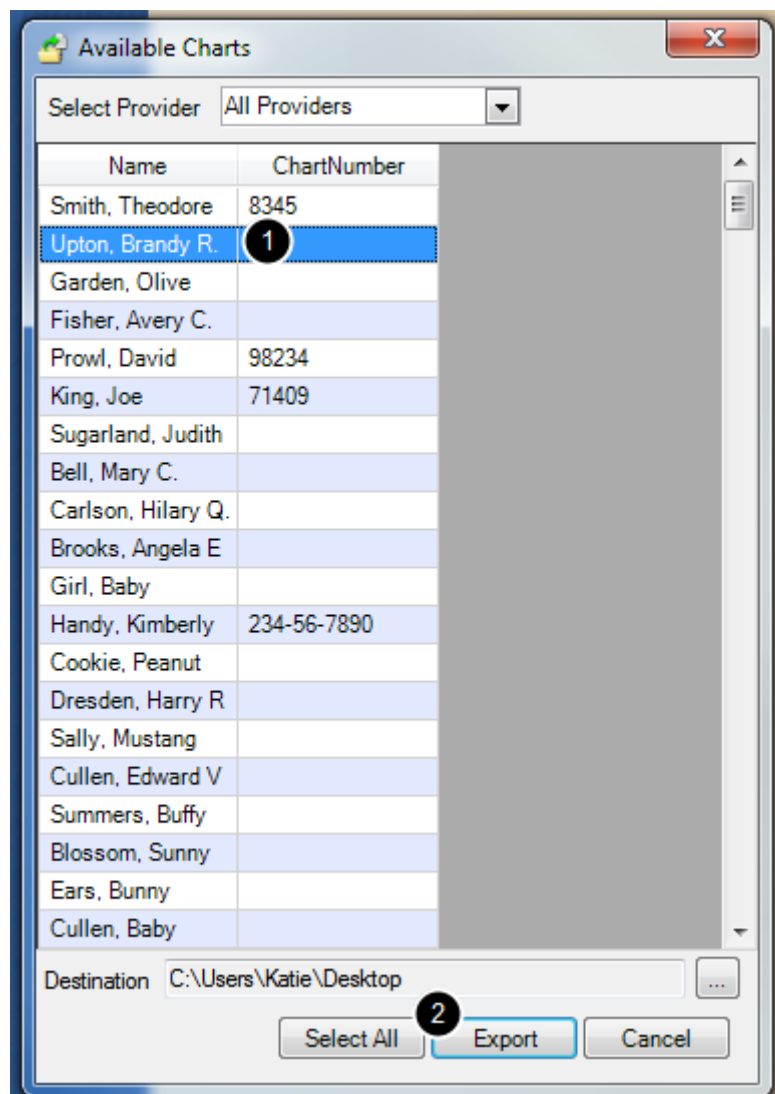 Available Charts
Select Provider All Providers
Name ChartNumber
Smith, Theodore 8345
Upton, Brandy R. 1
Garden, Olive
Fisher, Avery C.
Prowl, David 98234
King, Joe 71409
Sugarland, Judith
Bell, Mary C.
Carlson, Hilary Q.
Brooks, Angela E
Girl, Baby
Handy, Kimberly 234-56-7890
Cookie, Peanut
Dresden, Harry R
Sally, Mustang
Cullen, Edward V
Summers, Buffy
Blossom, Sunny
Ears, Bunny
Cullen, Baby
Destination C:\Users\Katie\Desktop ...
2
Select All Export Cancel